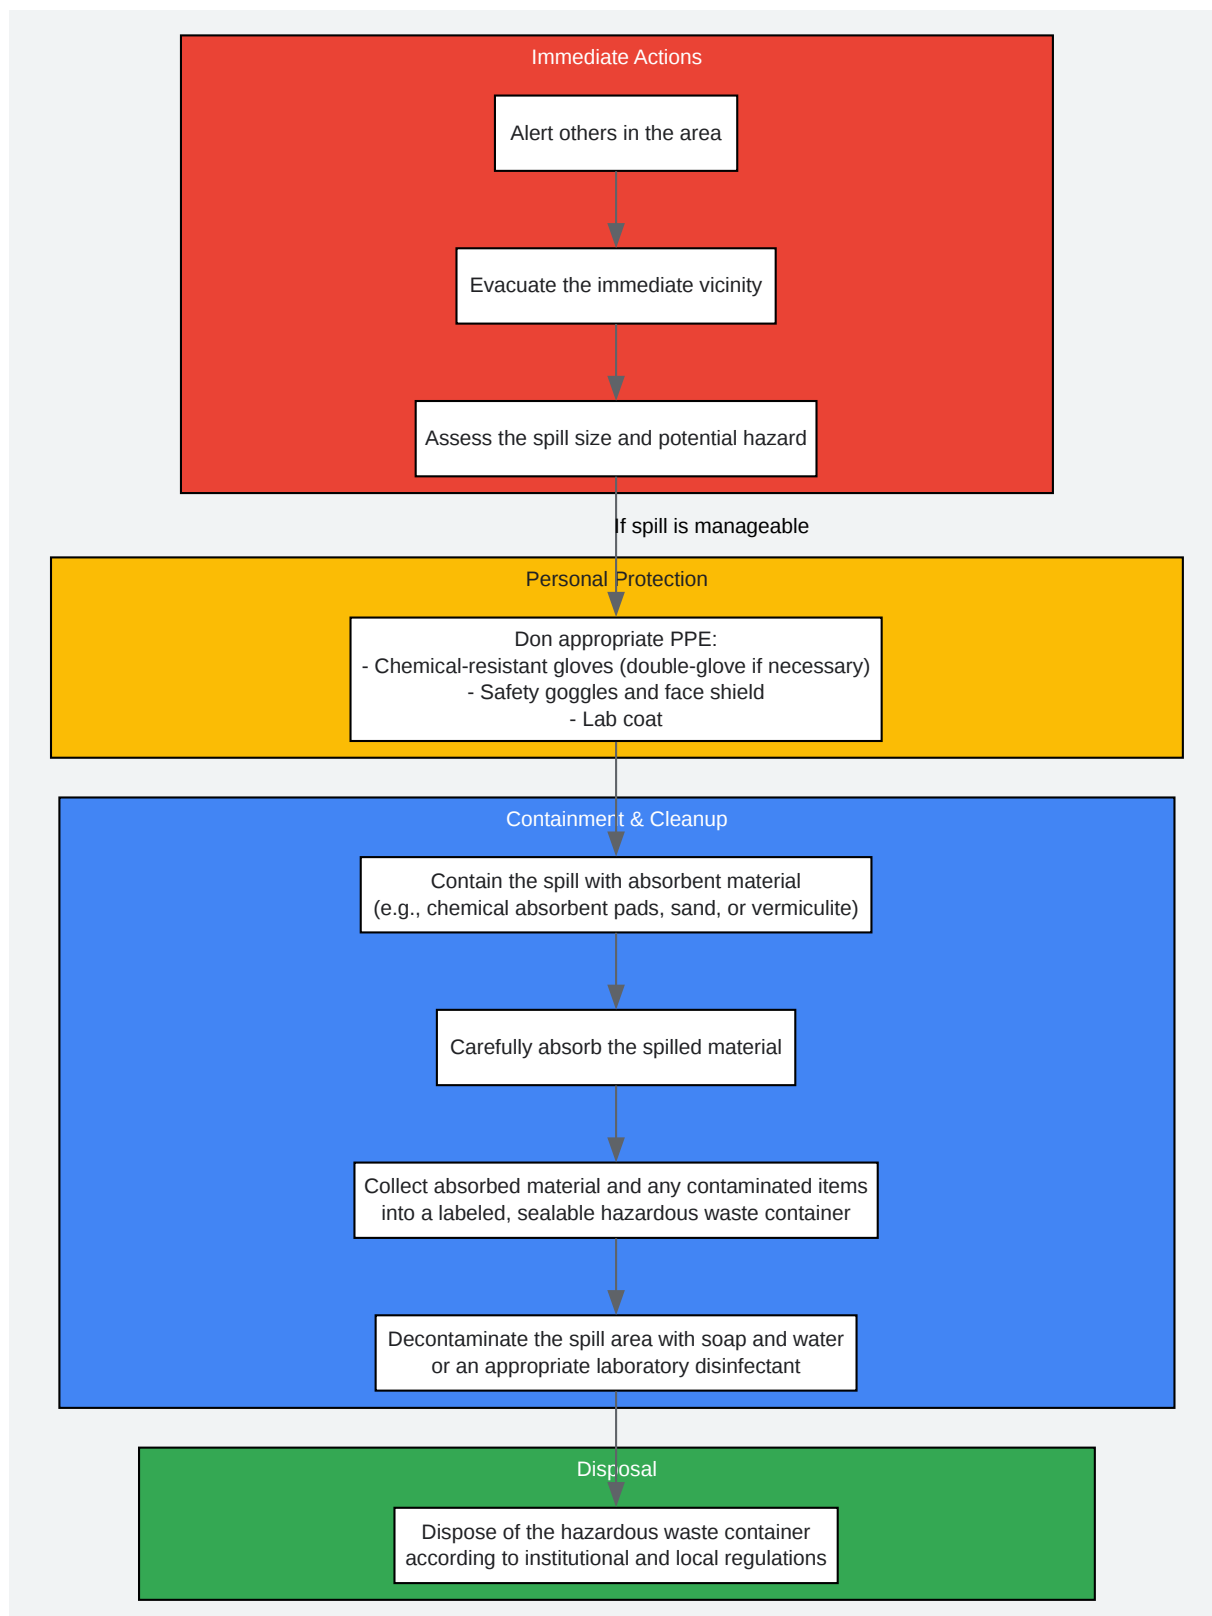 Immediate Actions
Alert others in the area
Evacuate the immediate vicinity
Assess the spill size and potential hazard
If spill is manageable
Personal Protection
Don appropriate PPE:
- Chemical-resistant gloves (double-glove if necessary)
- Safety goggles and face shield
- Lab coat
Containment & Cleanup
Contain the spill with absorbent material
(e.g., chemical absorbent pads, sand, or vermiculite)
Carefully absorb the spilled material
Collect absorbed material and any contaminated items
into a labeled, sealable hazardous waste container
Decontaminate the spill area with soap and water
or an appropriate laboratory disinfectant
Disposal
Dispose of the hazardous waste container
according to institutional and local regulations